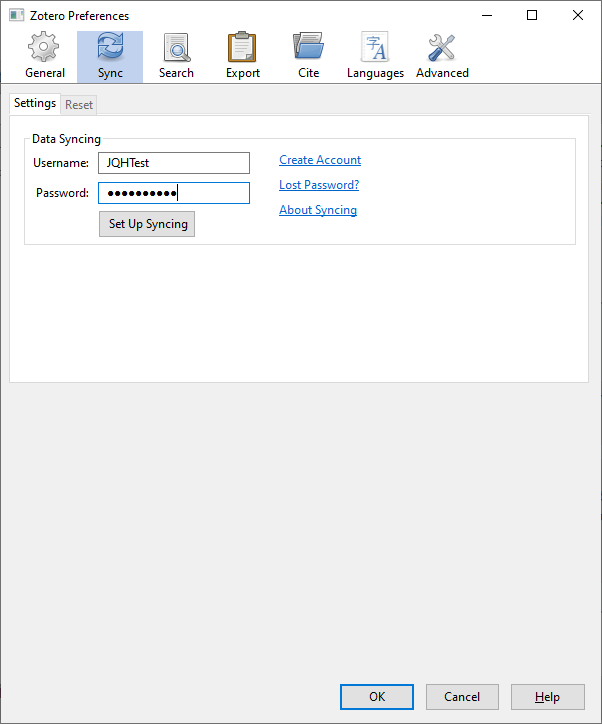 Zotero Preferences
General Sync Search Export Cite Languages Advanced
Settings Reset
Data Syncing
Username: JQHTest Create Account
Password: ●●●●●●●●●● Lost Password?
Set Up Syncing About Syncing
OK Cancel Help